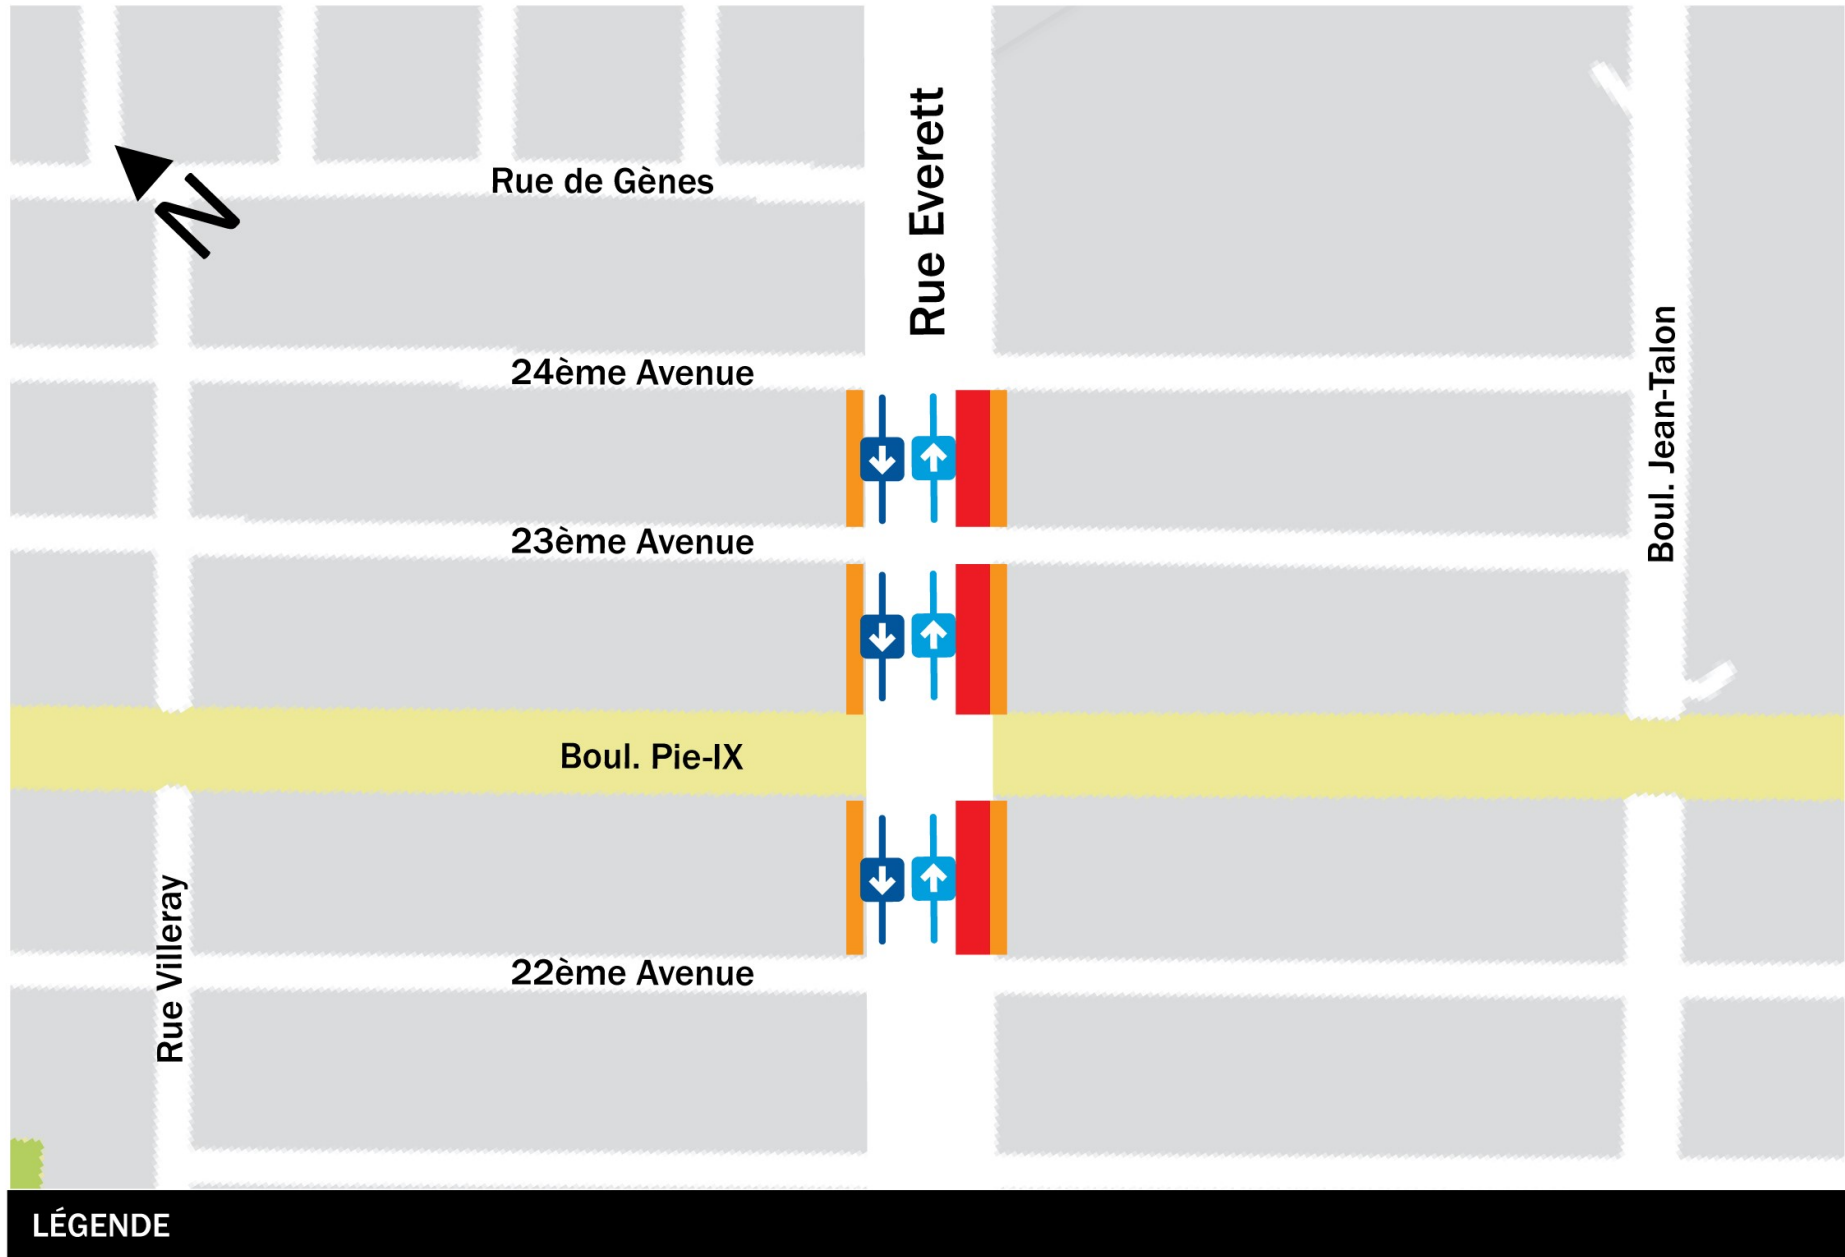 Rue Everett
Rue de Gènes
N
Boul. Jean-Talon
24ème Avenue
23ème Avenue
Boul. Pie-IX
Rue Villeray
22ème Avenue
LÉGENDE